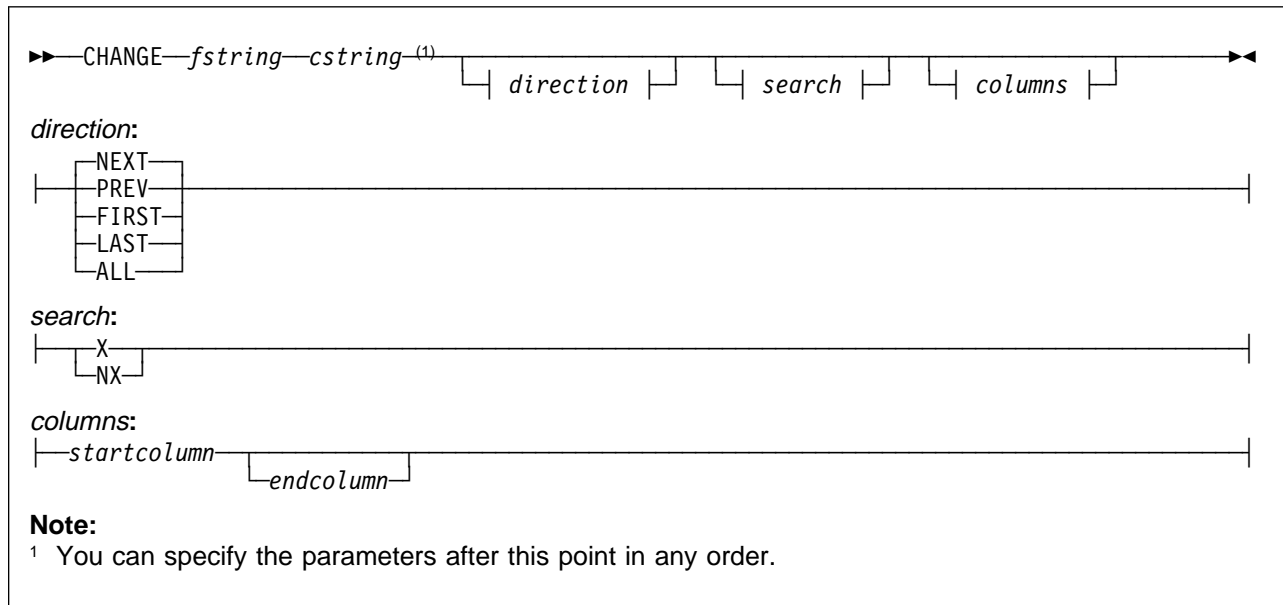 CHANGE fstring cstring (1)
direction search columns
direction:
NEXT
PREV
FIRST
LAST
ALL
search:
X
NX
columns:
startcolumn
endcolumn
Note:
1 You can specify the parameters after this point in any order.